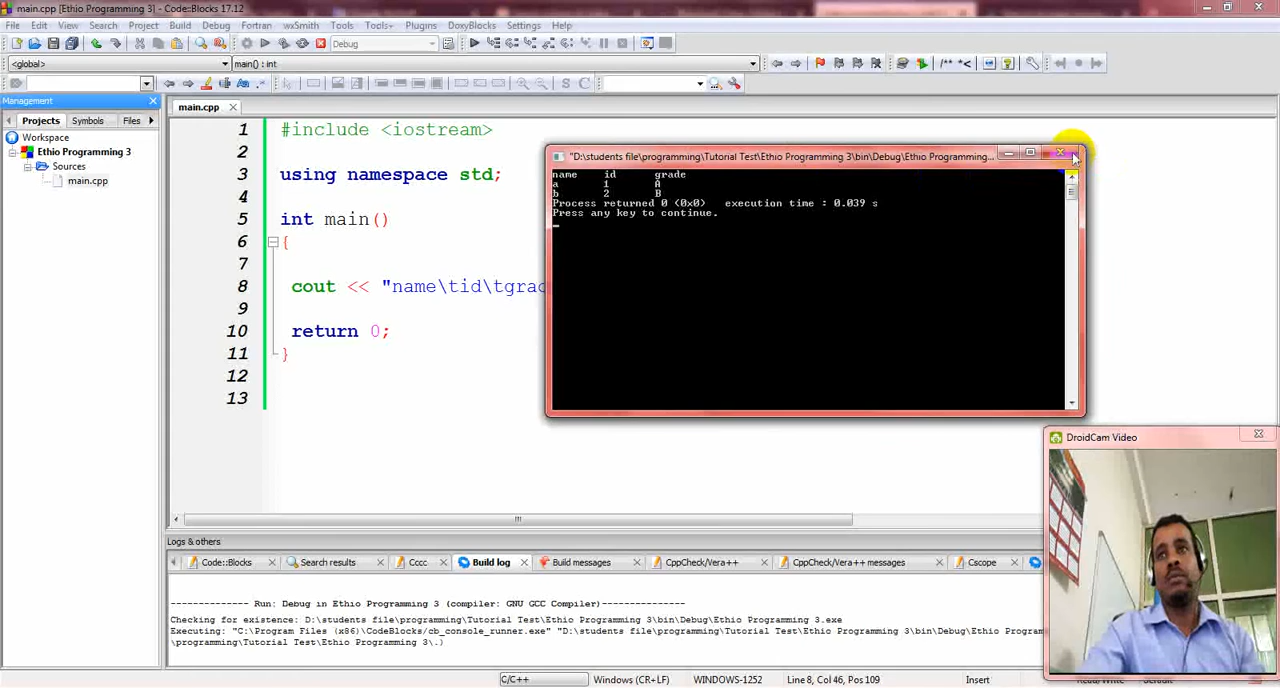 main.cpp [Ethio Programming 3] - Code::Blocks 17.12
File Edit View Search Project Build Debug Fortran wxSmith Tools Tools+ Plugins DoxyBlocks Settings Help
Debug
<global> main() : int
Management
main.cpp
Projects Symbols Files
Workspace
Ethio Programming 3
Sources
main.cpp
1 #include <iostream>
2
3 using namespace std;
4
5 int main()
6 {
7
8 cout << "name\tid\tgrad
9
10 return 0;
11 }
12
13
"D:\students file\programming\Tutorial Test\Ethio Programming 3\bin\Debug\Ethio Programming...
name id grade
a 1 A
b 2 B
Process returned 0 (0x0) execution time : 0.039 s
Press any key to continue.
DroidCam Video
Logs & others
Code::Blocks Search results Cccc Build log Build messages CppCheck/Vera++ CppCheck/Vera++ messages Cscope
-------------- Run: Debug in Ethio Programming 3 (compiler: GNU GCC Compiler)---------------
Checking for existence: D:\students file\programming\Tutorial Test\Ethio Programming 3\bin\Debug\Ethio Programming 3.exe
Executing: "C:\Program Files (x86)\CodeBlocks/cb_console_runner.exe" "D:\students file\programming\Tutorial Test\Ethio Programming 3\bin\Debug\Ethio Programm
\programming\Tutorial Test\Ethio Programming 3\.)
C/C++ Windows (CR+LF) WINDOWS-1252 Line 8, Col 46, Pos 109 Insert